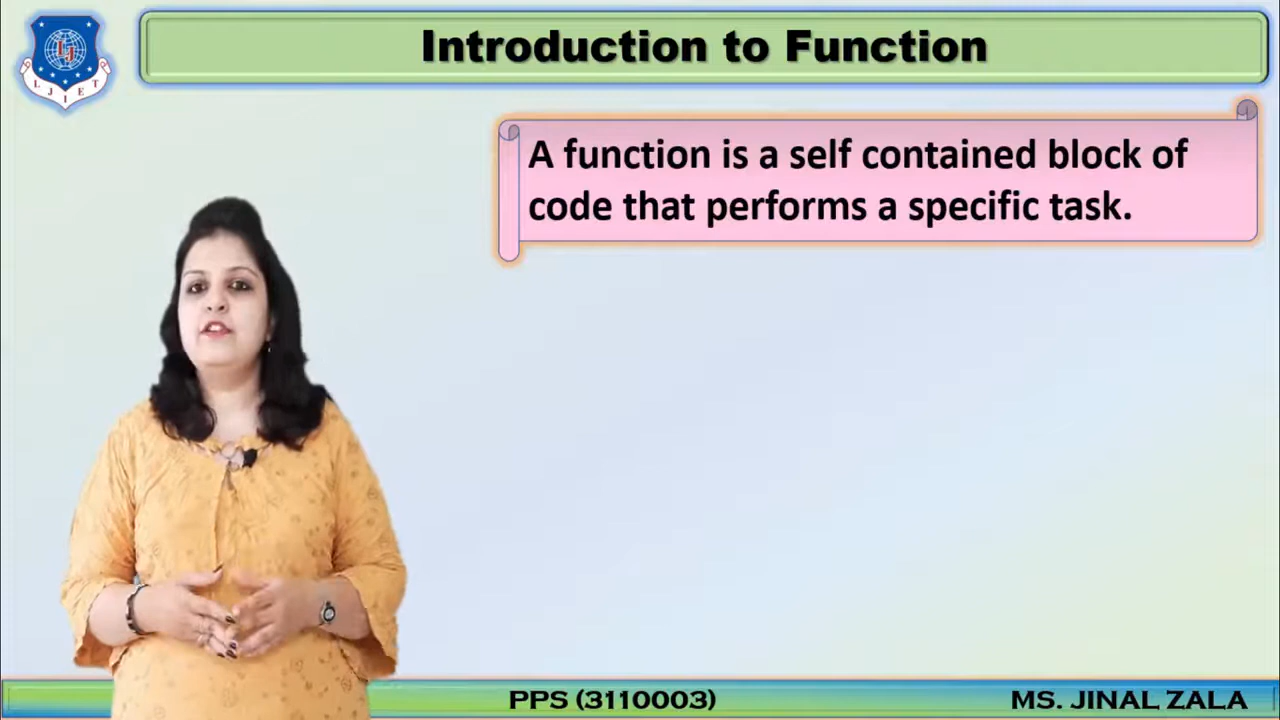 Introduction to Function
LJIET
A function is a self contained block of
code that performs a specific task.
PPS (3110003)
MS. JINAL ZALA